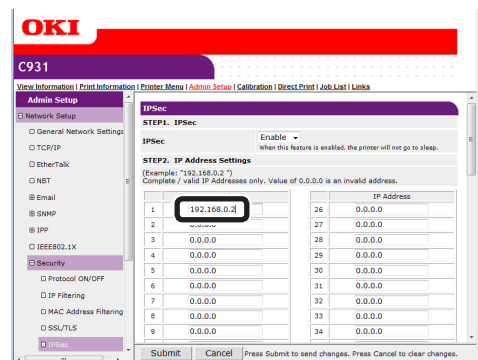 OKI
C931
View Information | Print Information | Printer Menu | Admin Setup | Calibration | Direct Print | Job List | Links
Admin Setup
Network Setup
General Network Settings
TCP/IP
EtherTalk
NBT
Email
SNMP
IPP
IEEE802.1X
Security
Protocol ON/OFF
IP Filtering
MAC Address Filtering
SSL/TLS
IPSec
IPSec
STEP1. IPSec
IPSec
Enable
When this feature is enabled, the printer will not go to sleep.
STEP2. IP Address Settings
(Example: "192.168.0.2 ")
Complete / valid IP Addresses only. Value of 0.0.0.0 is an invalid address.
IP Address
1 192.168.0.2 26 0.0.0.0
2 0.0.0.0 27 0.0.0.0
3 0.0.0.0 28 0.0.0.0
4 0.0.0.0 29 0.0.0.0
5 0.0.0.0 30 0.0.0.0
6 0.0.0.0 31 0.0.0.0
7 0.0.0.0 32 0.0.0.0
8 0.0.0.0 33 0.0.0.0
9 0.0.0.0 34 0.0.0.0
Submit Cancel Press Submit to send changes. Press Cancel to clear changes.